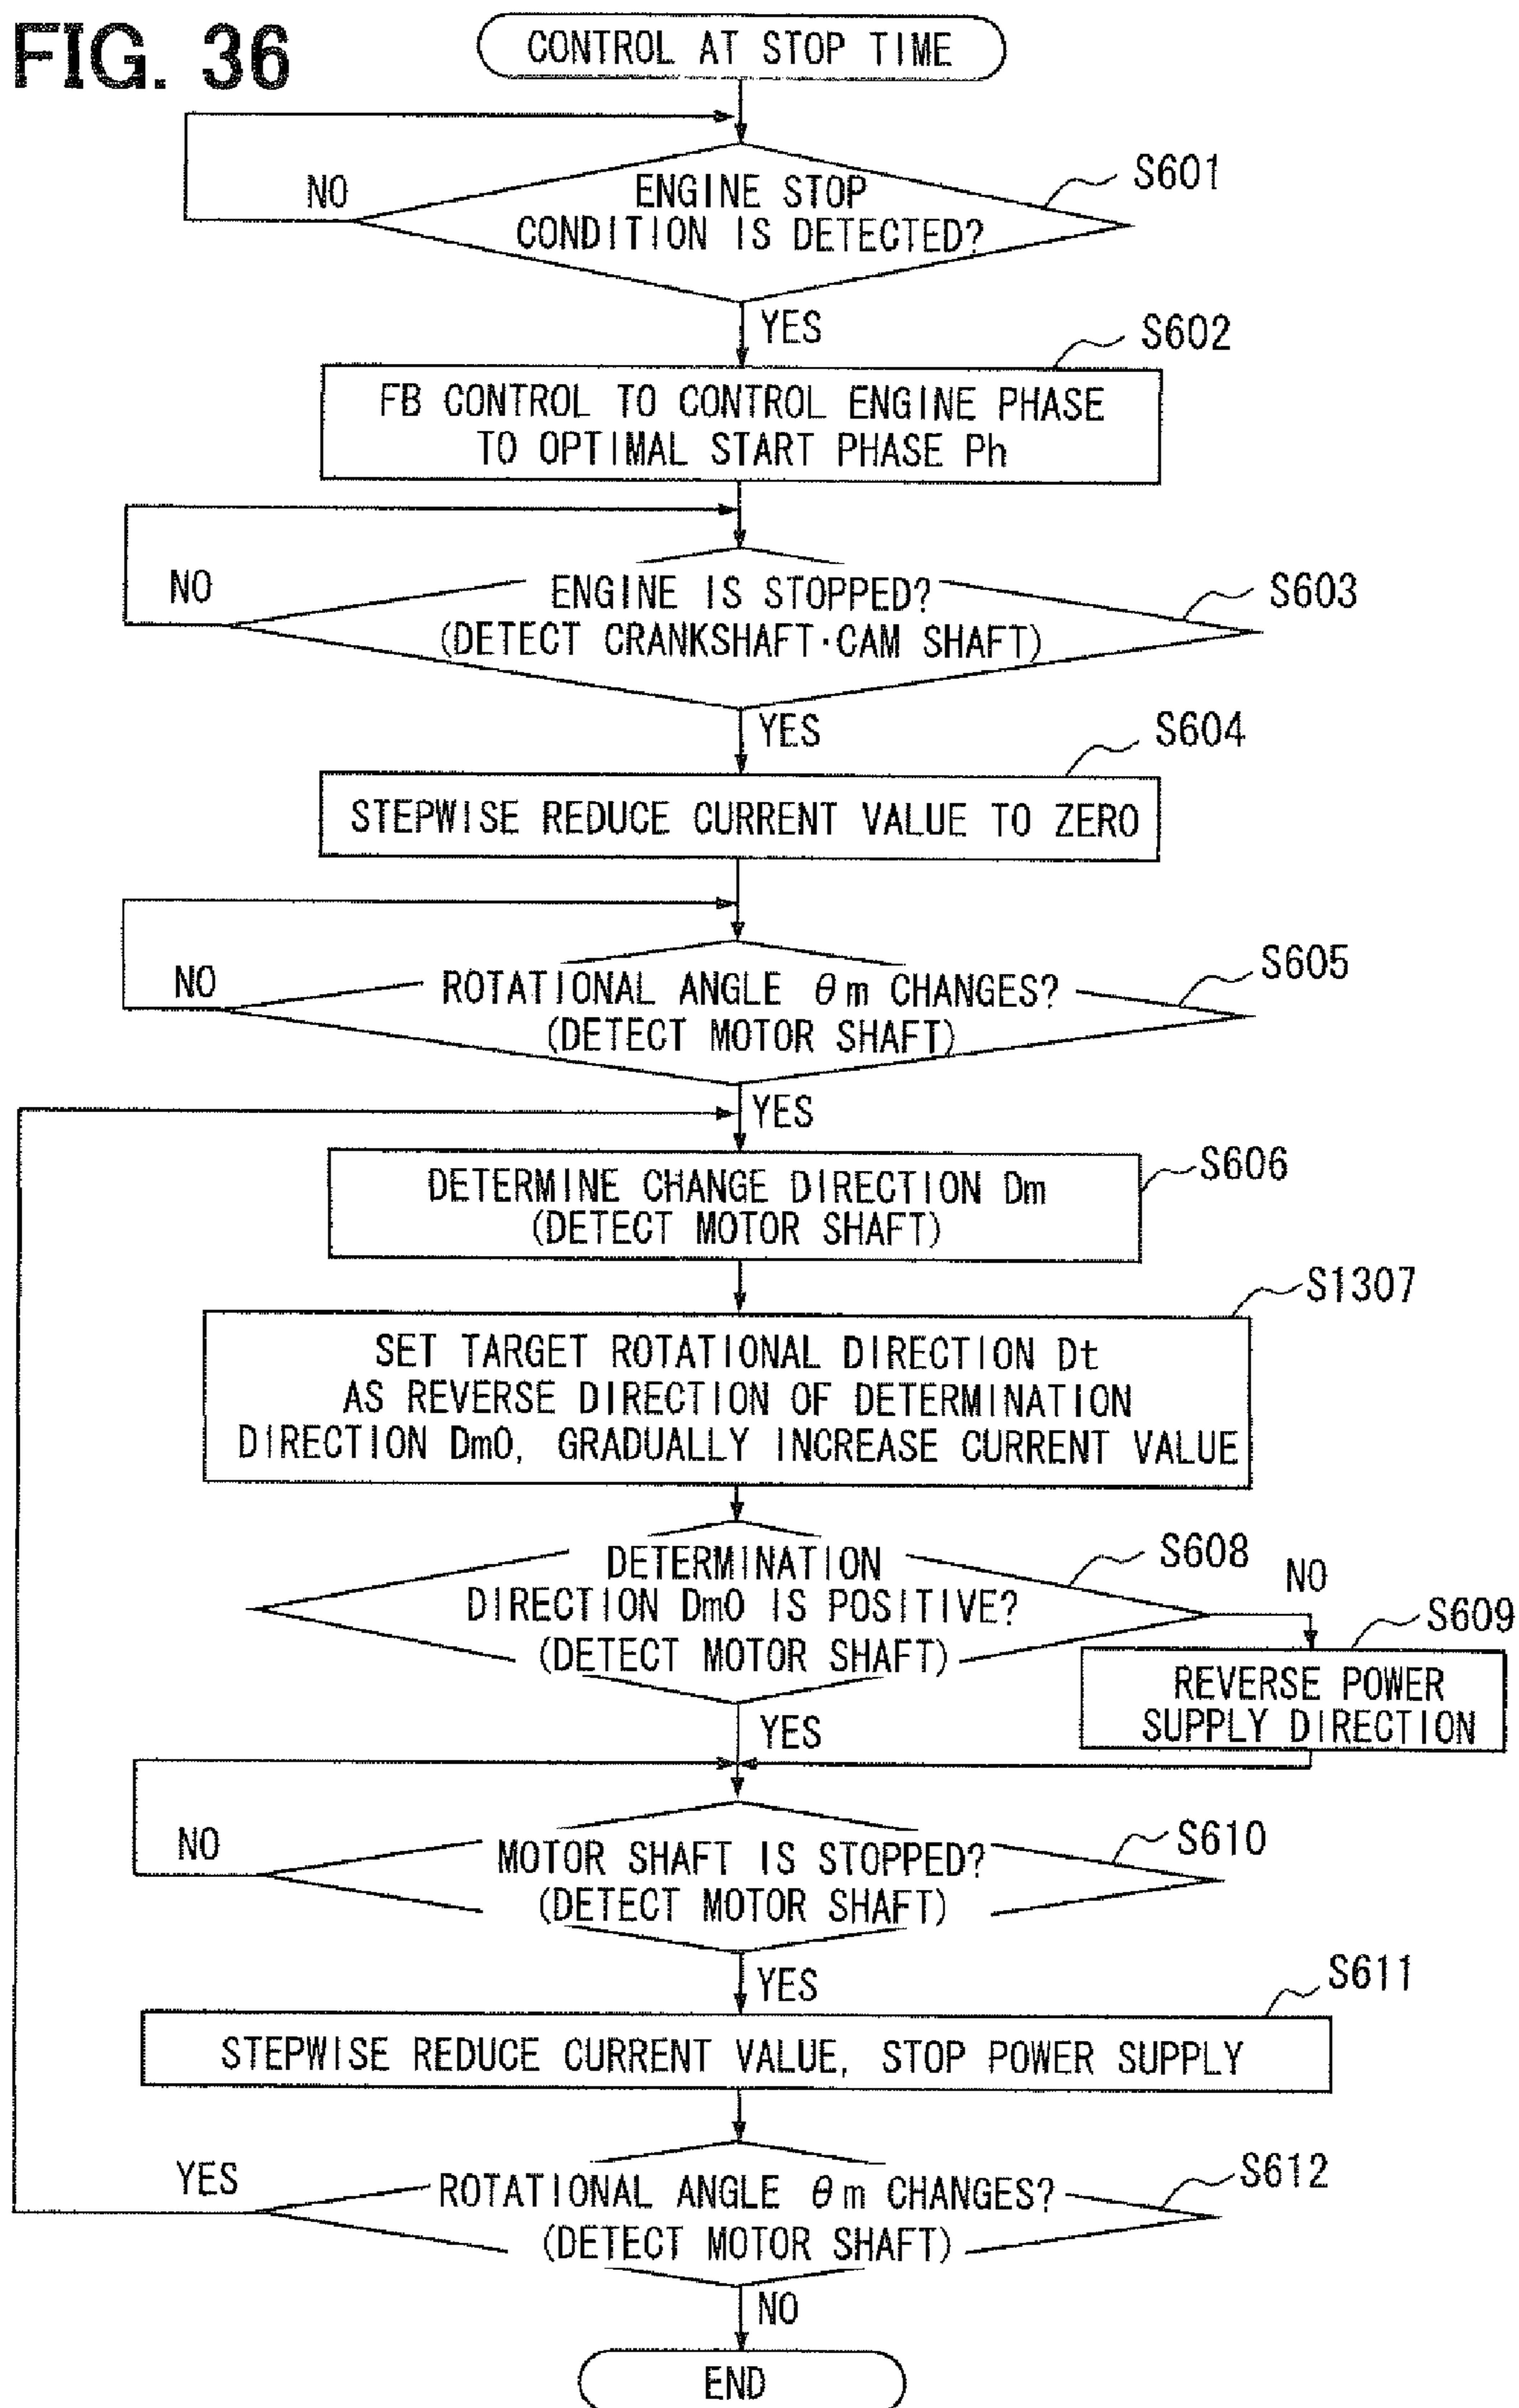 FIG. 36
CONTROL AT STOP TIME
NO
ENGINE STOP
CONDITION IS DETECTED?
S601
YES
S602
FB CONTROL TO CONTROL ENGINE PHASE
TO OPTIMAL START PHASE Ph
NO
ENGINE IS STOPPED?
(DETECT CRANKSHAFT·CAM SHAFT)
S603
YES
S604
STEPWISE REDUCE CURRENT VALUE TO ZERO
NO
ROTATIONAL ANGLE θm CHANGES?
(DETECT MOTOR SHAFT)
S605
YES
S606
DETERMINE CHANGE DIRECTION Dm
(DETECT MOTOR SHAFT)
S1307
SET TARGET ROTATIONAL DIRECTION Dt
AS REVERSE DIRECTION OF DETERMINATION
DIRECTION Dm0, GRADUALLY INCREASE CURRENT VALUE
DETERMINATION
DIRECTION Dm0 IS POSITIVE?
(DETECT MOTOR SHAFT)
S608
NO
S609
REVERSE POWER
SUPPLY DIRECTION
YES
NO
MOTOR SHAFT IS STOPPED?
(DETECT MOTOR SHAFT)
S610
YES
S611
STEPWISE REDUCE CURRENT VALUE, STOP POWER SUPPLY
YES
ROTATIONAL ANGLE θm CHANGES?
(DETECT MOTOR SHAFT)
S612
NO
END